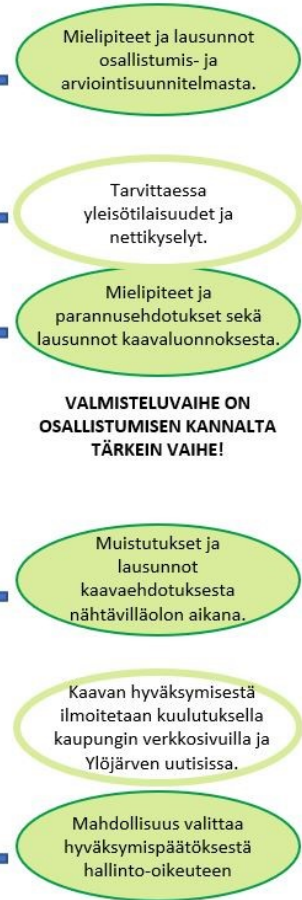 Mielipiteet ja lausunnot
osallistumis- ja
arviointisuunnitelmasta.
Tarvittaessa
yleisötilaisuudet ja
nettikyselyt.
Mielipiteet ja
parannusehdotukset sekä
lausunnot kaavaluonnoksesta.
VALMISTELUVAIHE ON
OSALLISTUMISEN KANNALTA
TÄRKEIN VAIHE!
Muistutukset ja
lausunnot
kaavaehdotuksesta
nähtävilläolon aikana.
Kaavan hyväksymisestä
ilmoitetaan kuulutuksella
kaupungin verkkosivuilla ja
Ylöjärven uutisissa.
Mahdollisuus valittaa
hyväksymispäätöksestä
hallinto-oikeuteen